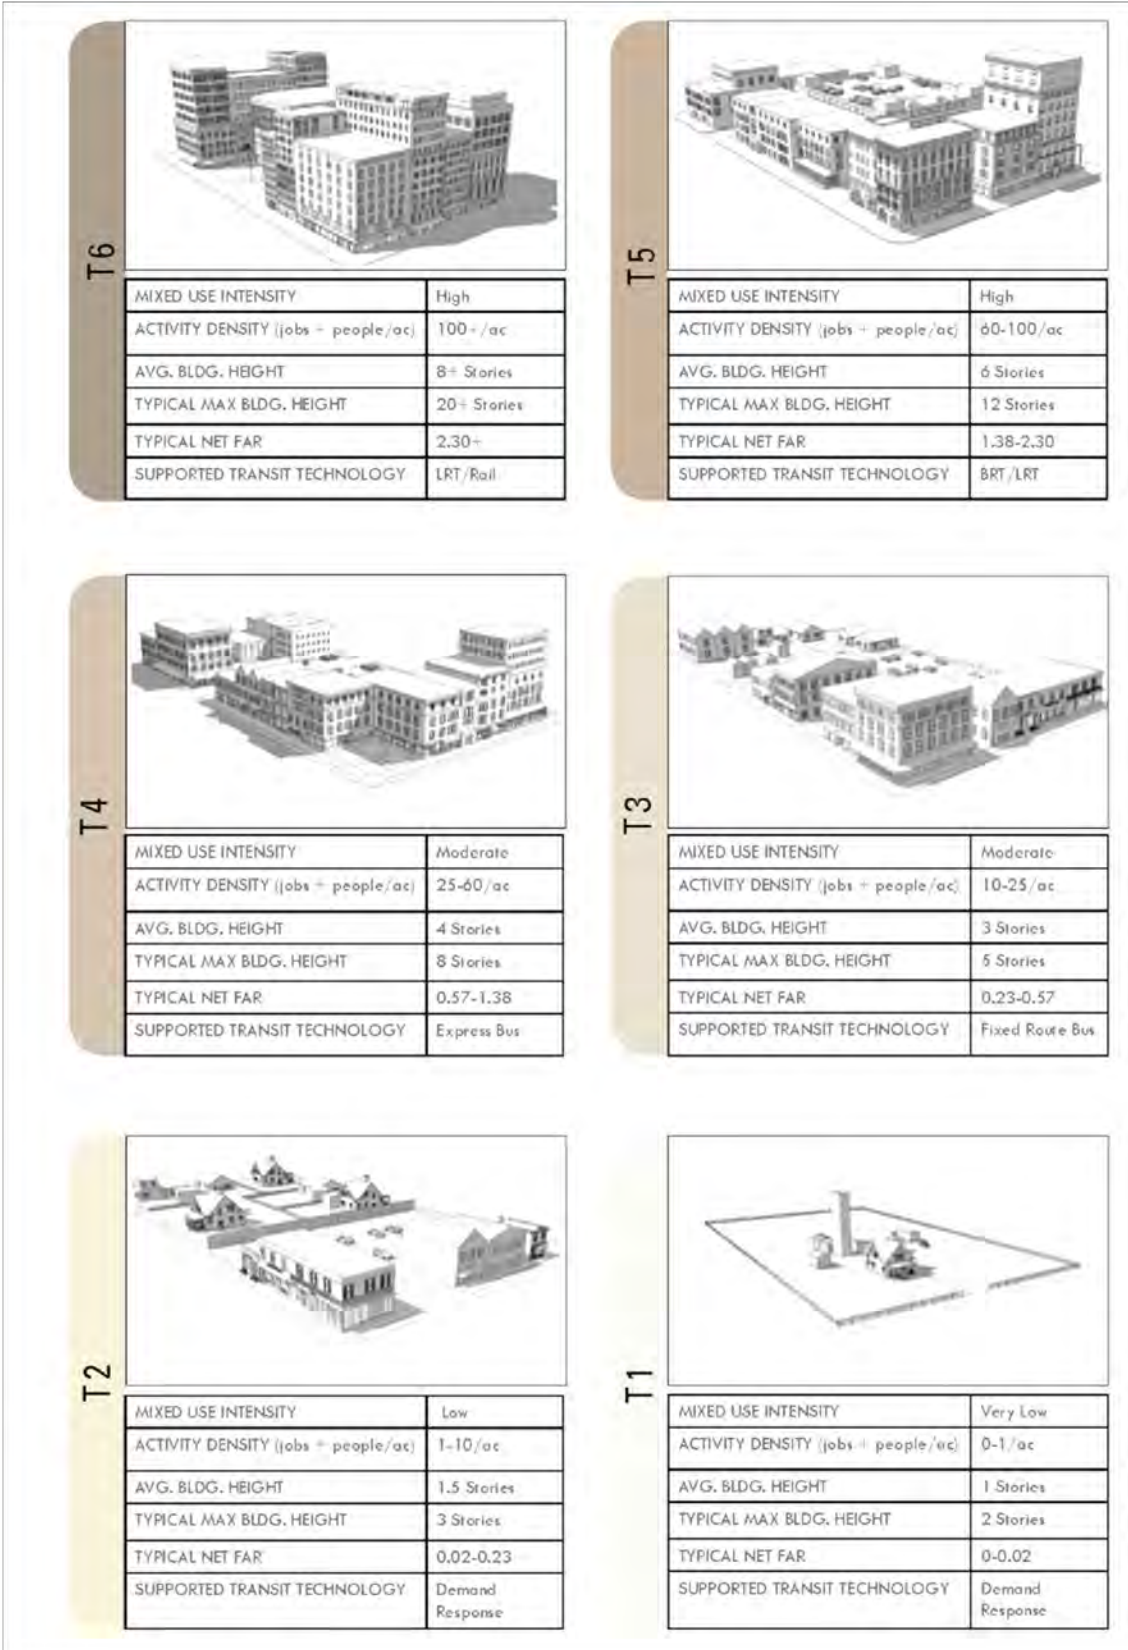 T6
MIXED USE INTENSITY High
ACTIVITY DENSITY (jobs + people/ac) 100+/ac
AVG. BLDG. HEIGHT 8+ Stories
TYPICAL MAX BLDG. HEIGHT 20+ Stories
TYPICAL NET FAR 2.30+
SUPPORTED TRANSIT TECHNOLOGY LRT/Rail
T5
MIXED USE INTENSITY High
ACTIVITY DENSITY (jobs + people/ac) 60-100/ac
AVG. BLDG. HEIGHT 6 Stories
TYPICAL MAX BLDG. HEIGHT 12 Stories
TYPICAL NET FAR 1.38-2.30
SUPPORTED TRANSIT TECHNOLOGY BRT/LRT
T4
MIXED USE INTENSITY Moderate
ACTIVITY DENSITY (jobs + people/ac) 25-60/ac
AVG. BLDG. HEIGHT 4 Stories
TYPICAL MAX BLDG. HEIGHT 8 Stories
TYPICAL NET FAR 0.57-1.38
SUPPORTED TRANSIT TECHNOLOGY Express Bus
T3
MIXED USE INTENSITY Moderate
ACTIVITY DENSITY (jobs + people/ac) 10-25/ac
AVG. BLDG. HEIGHT 3 Stories
TYPICAL MAX BLDG. HEIGHT 5 Stories
TYPICAL NET FAR 0.23-0.57
SUPPORTED TRANSIT TECHNOLOGY Fixed Route Bus
T2
MIXED USE INTENSITY Low
ACTIVITY DENSITY (jobs + people/ac) 1-10/ac
AVG. BLDG. HEIGHT 1.5 Stories
TYPICAL MAX BLDG. HEIGHT 3 Stories
TYPICAL NET FAR 0.02-0.23
SUPPORTED TRANSIT TECHNOLOGY Demand
Response
T1
MIXED USE INTENSITY Very Low
ACTIVITY DENSITY (jobs + people/ac) 0-1/ac
AVG. BLDG. HEIGHT 1 Stories
TYPICAL MAX BLDG. HEIGHT 2 Stories
TYPICAL NET FAR 0-0.02
SUPPORTED TRANSIT TECHNOLOGY Demand
Response